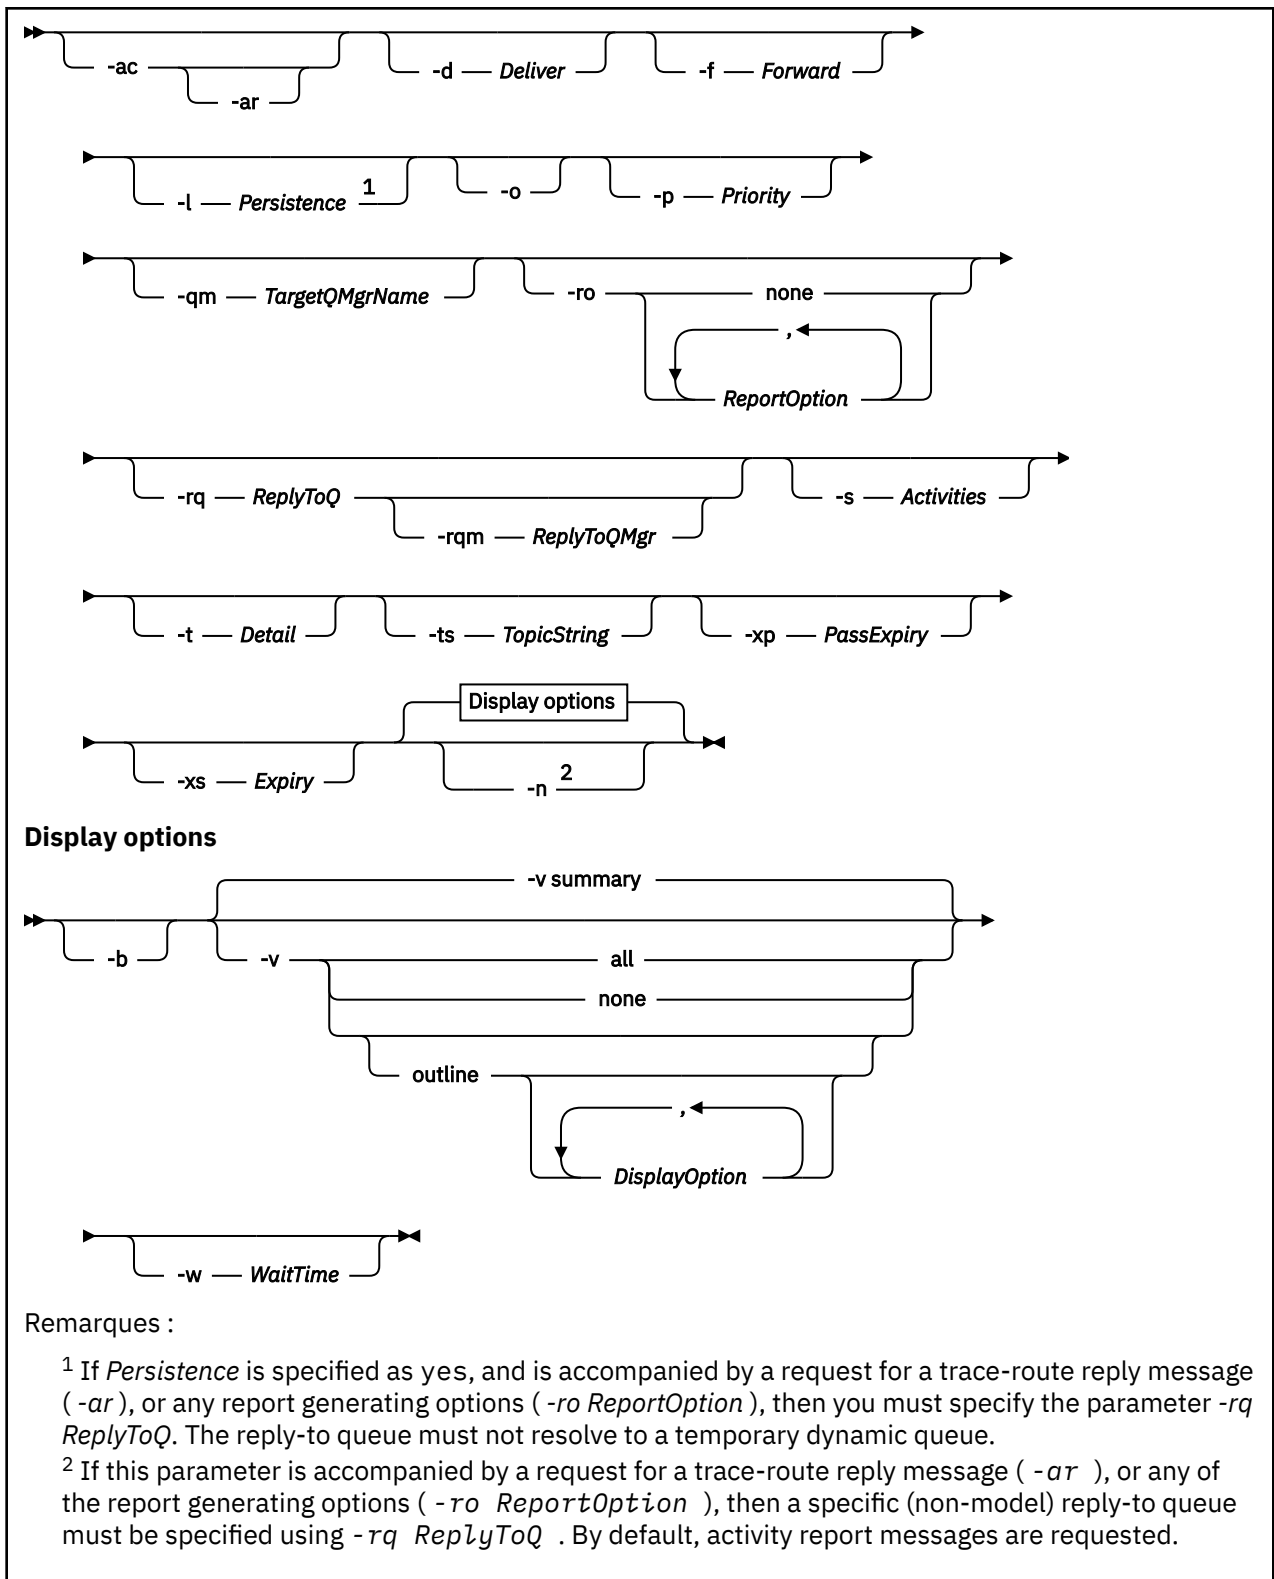 -ac
-ar
-d Deliver
-f Forward
-l Persistence 1
-o
-p Priority
-qm TargetQMgrName
-ro none
,
ReportOption
-rq ReplyToQ
-rqm ReplyToQMgr
-s Activities
-t Detail
-ts TopicString
-xp PassExpiry
Display options
-xs Expiry
-n 2
Display options
-v summary
-b
-v all
none
outline
,
DisplayOption
-w WaitTime
Remarques :
1 If Persistence is specified as yes, and is accompanied by a request for a trace-route reply message
( -ar ), or any report generating options ( -ro ReportOption ), then you must specify the parameter -rq
ReplyToQ. The reply-to queue must not resolve to a temporary dynamic queue.
2 If this parameter is accompanied by a request for a trace-route reply message ( -ar ), or any of
the report generating options ( -ro ReportOption ), then a specific (non-model) reply-to queue
must be specified using -rq ReplyToQ . By default, activity report messages are requested.